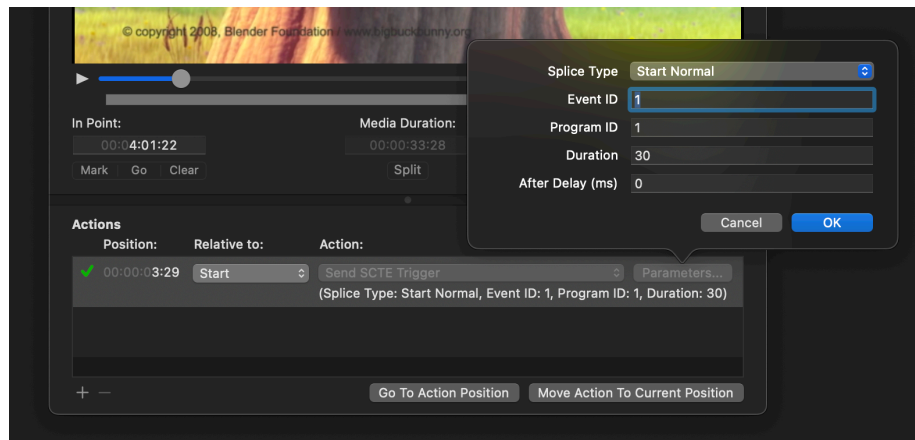 © copyright 2008, Blender Foundation / www.bigbuckbunny.org
In Point:
00:04:01:22
Mark Go Clear
Media Duration:
00:00:33:28
Split
Splice Type Start Normal
Event ID 1
Program ID 1
Duration 30
After Delay (ms) 0
Cancel OK
Actions
Position: Relative to: Action:
00:00:03:29 Start Send SCTE Trigger Parameters...
(Splice Type: Start Normal, Event ID: 1, Program ID: 1, Duration: 30)
Go To Action Position Move Action To Current Position